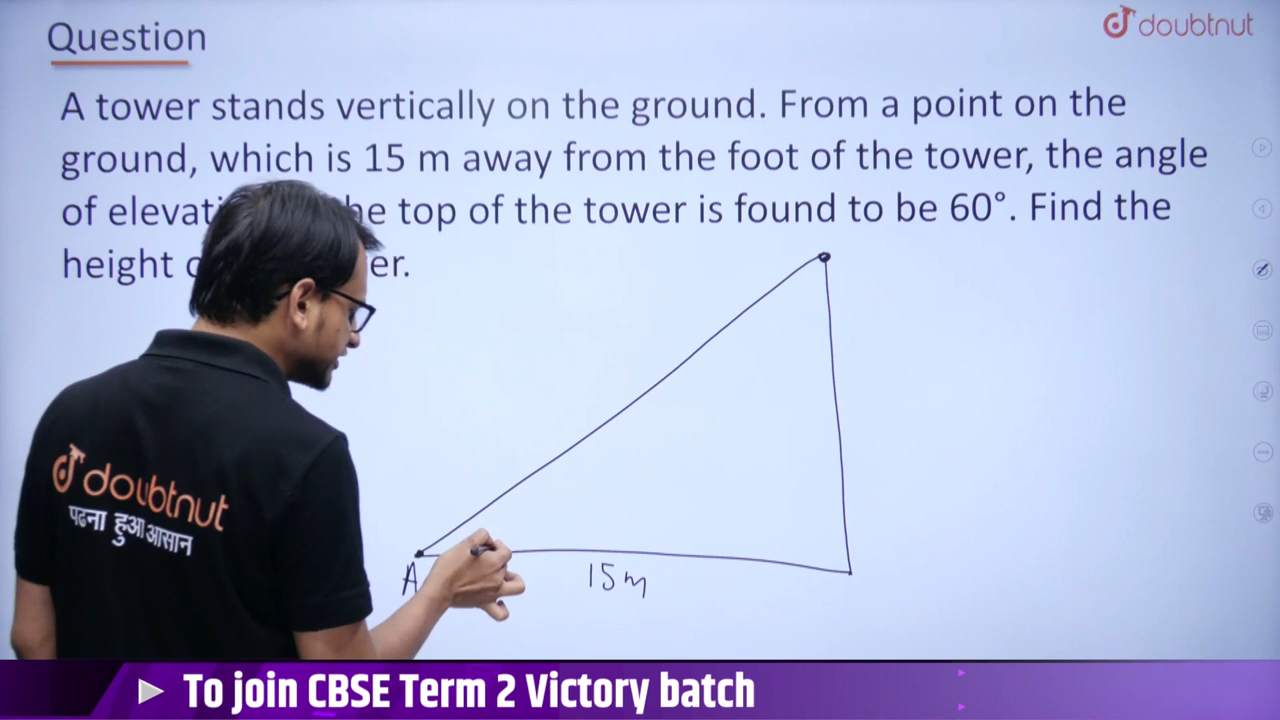 Question
doubtnut
A tower stands vertically on the ground. From a point on the
ground, which is 15 m away from the foot of the tower, the angle
of elevati he top of the tower is found to be 60°. Find the
height er.
doubtnut
पढना हुआ आसान
A
15m
To join CBSE Term 2 Victory batch